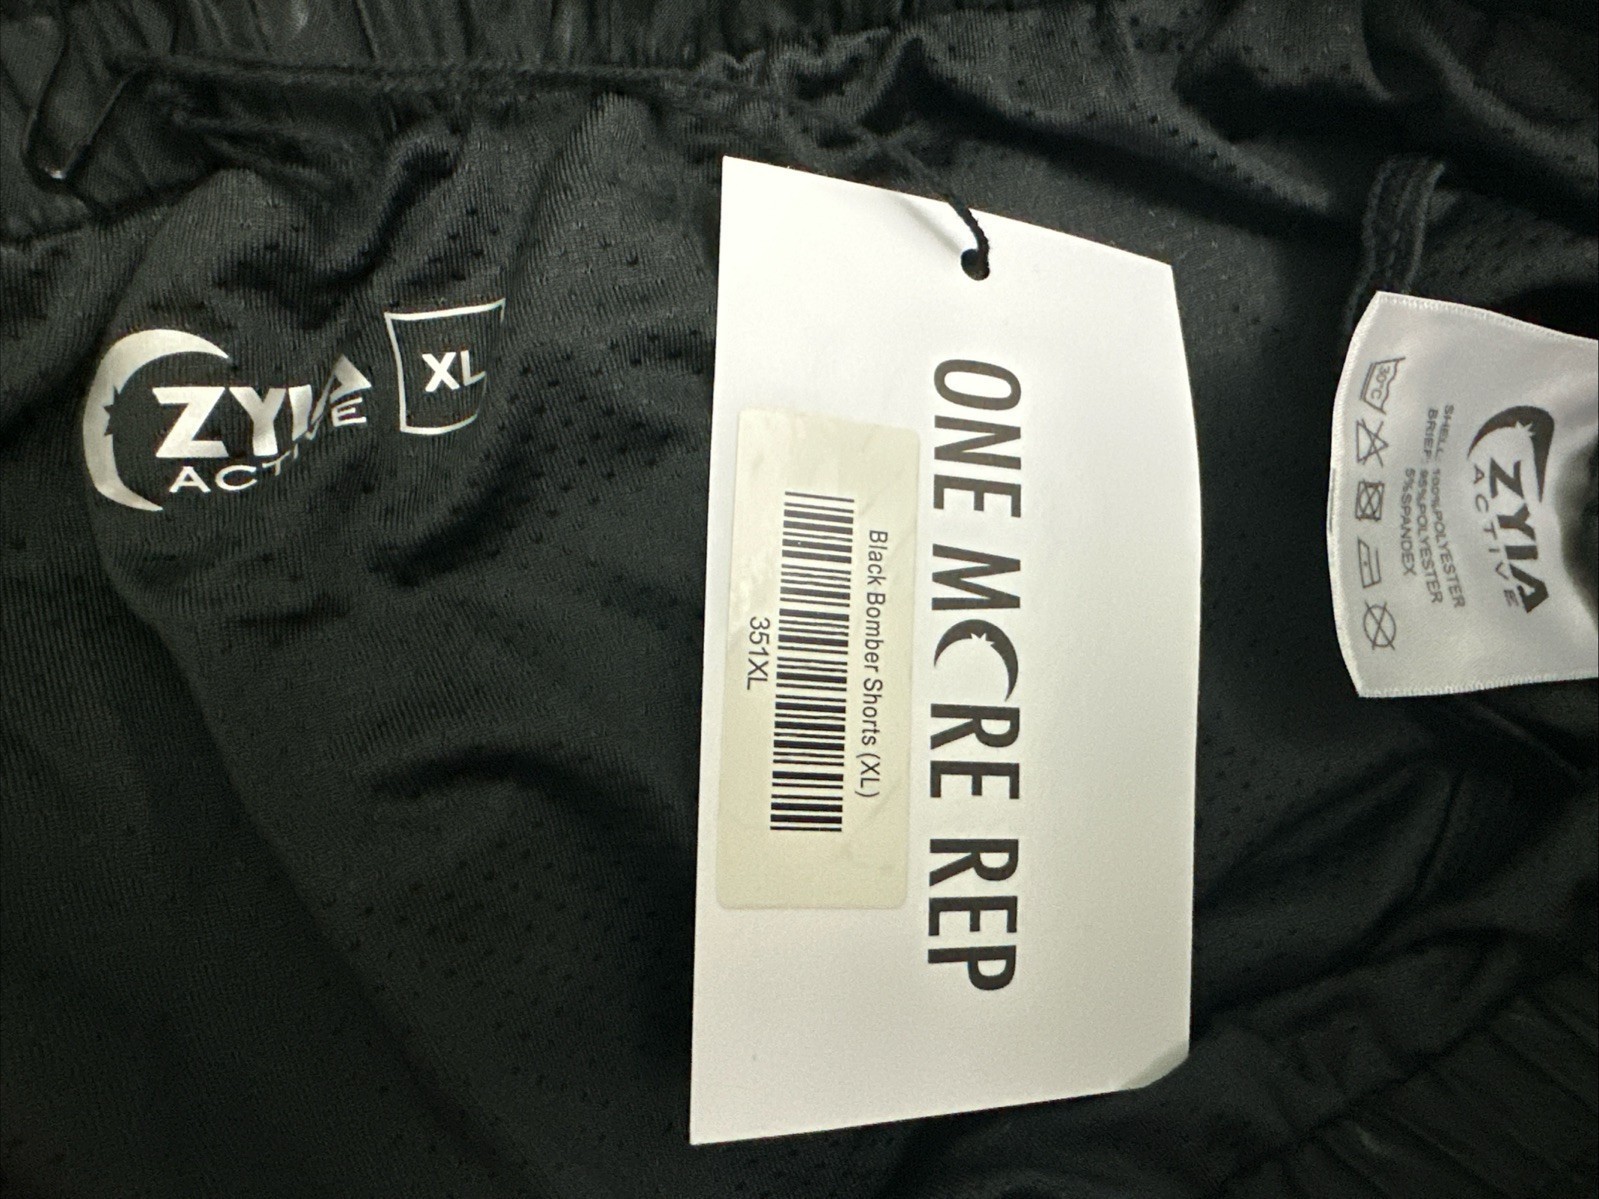 ZYIA
ACTIVE
XL
ONE MORE REP
Black Bomber Shorts (XL)
351XL
ZYIA
ACTIVE
SHELL: 100%POLYESTER
BRIEF: 95%POLYESTER
5%SPANDEX
30°C